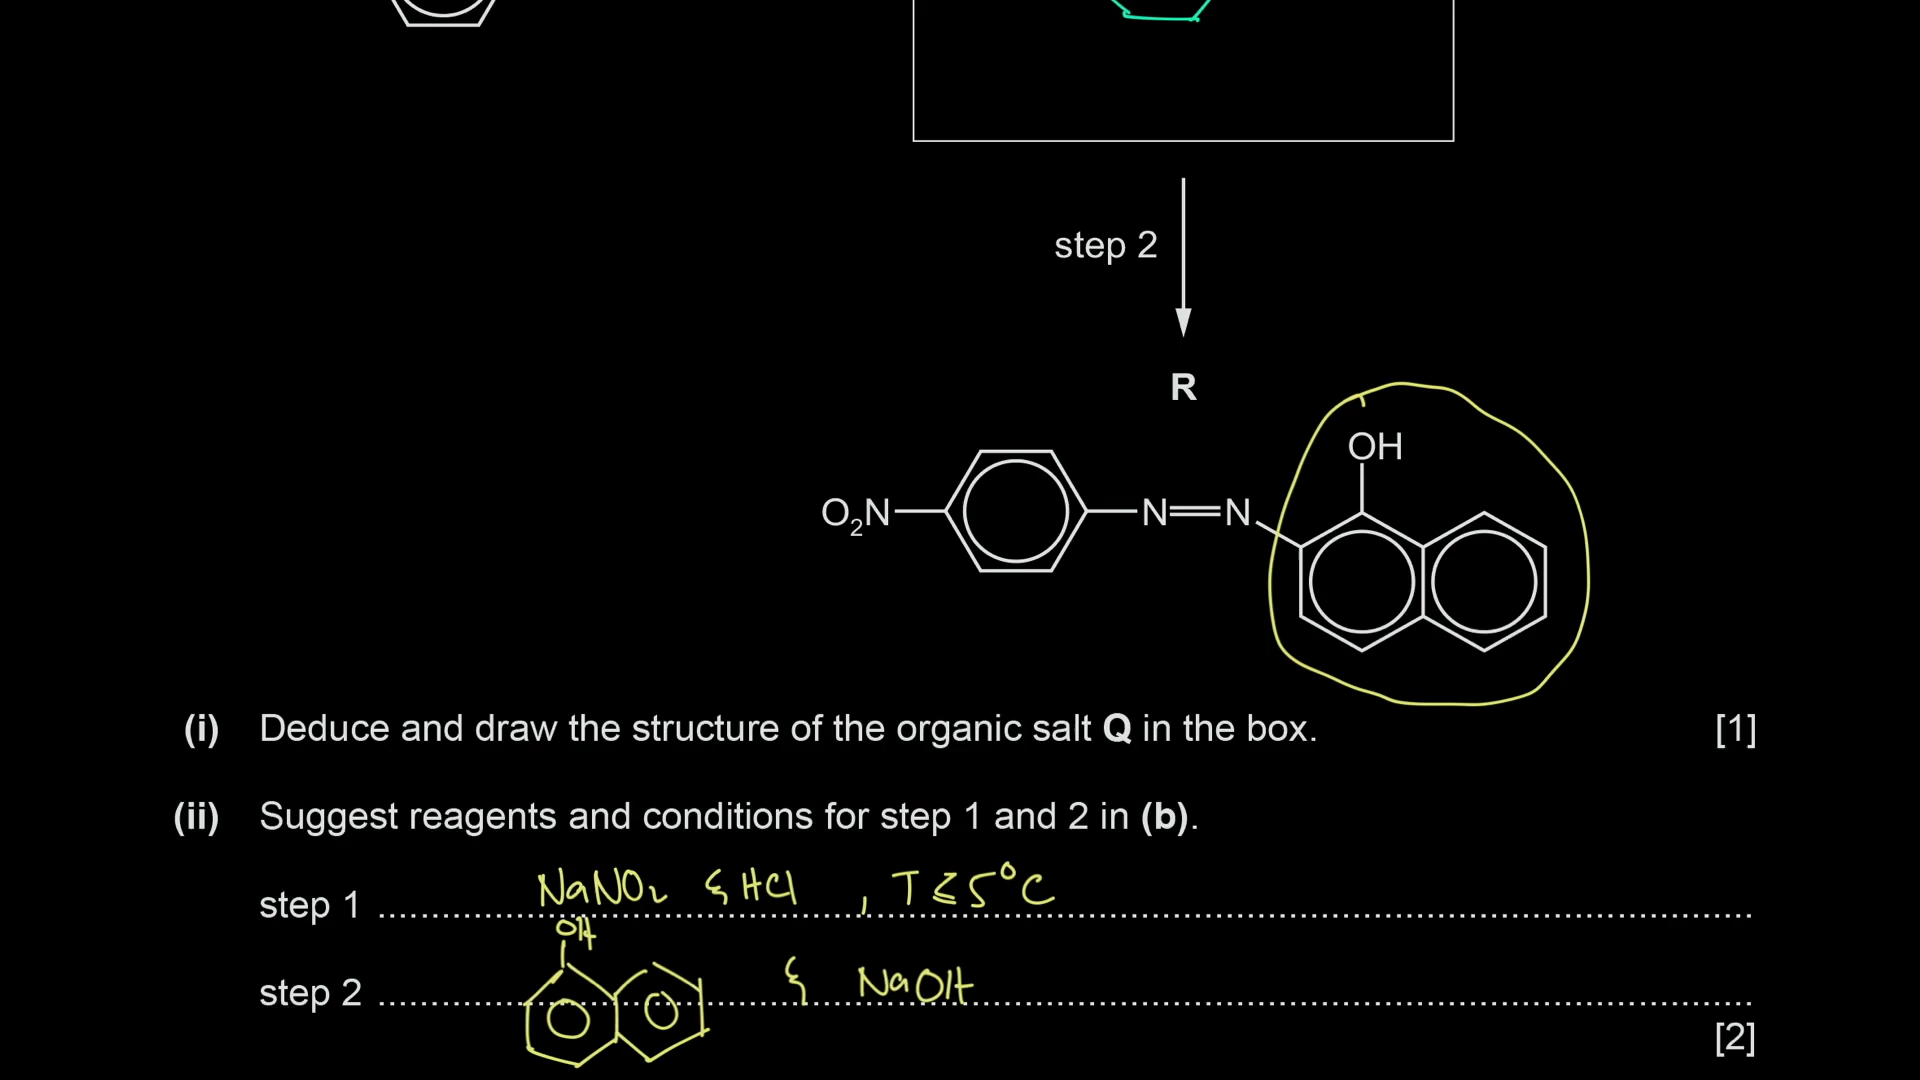 step 2
R
OH
O₂N N=N
(i) Deduce and draw the structure of the organic salt Q in the box. [1]
(ii) Suggest reagents and conditions for step 1 and 2 in (b).
step 1 NaNO₂ & HCl , T ≤ 5°C
OH
step 2 & NaOH
[2]